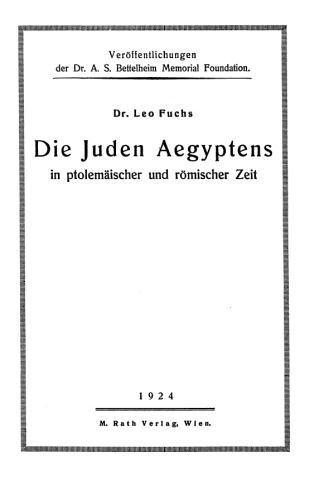 Veröffentlichungen
der Dr. A. S. Bettelheim Memorial Foundation.
Dr. Leo Fuchs
Die Juden Aegyptens
in ptolemäischer und römischer Zeit
1924
M. Rath Verlag, Wien.